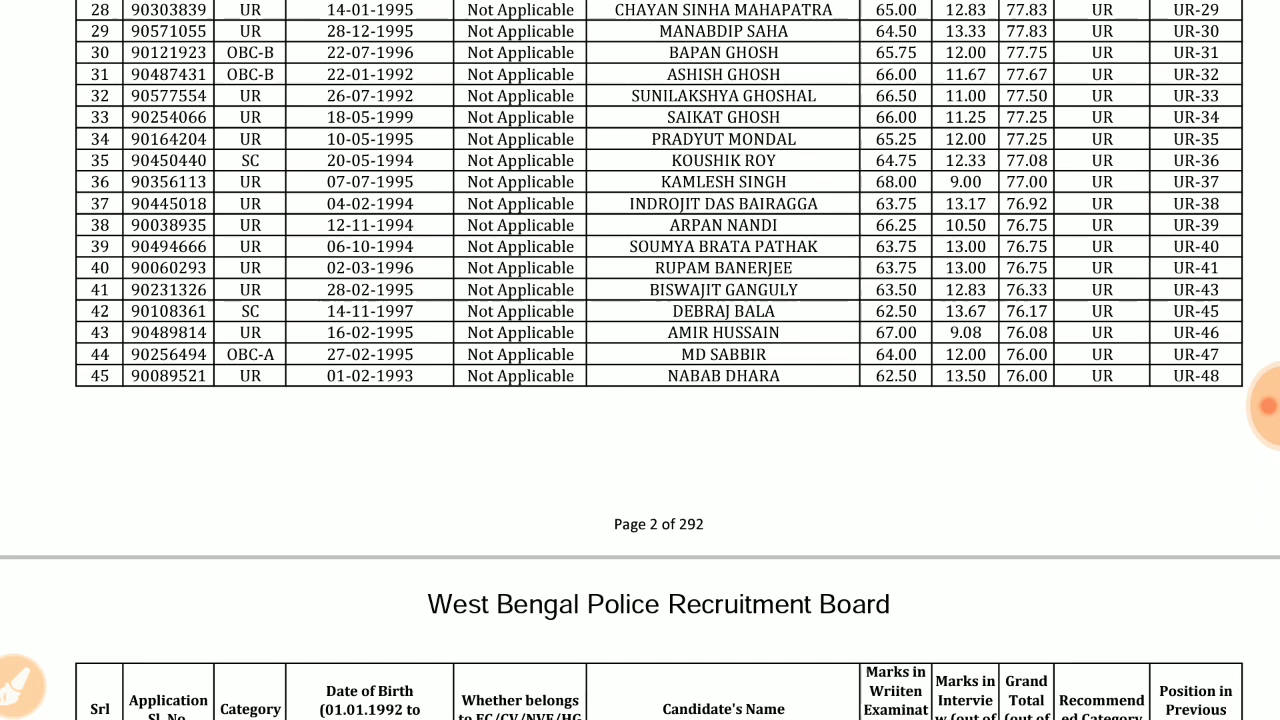 28 90303839 UR 14-01-1995 Not Applicable CHAYAN SINHA MAHAPATRA 65.00 12.83 77.83 UR UR-29
29 90571055 UR 28-12-1995 Not Applicable MANABDIP SAHA 64.50 13.33 77.83 UR UR-30
30 90121923 OBC-B 22-07-1996 Not Applicable BAPAN GHOSH 65.75 12.00 77.75 UR UR-31
31 90487431 OBC-B 22-01-1992 Not Applicable ASHISH GHOSH 66.00 11.67 77.67 UR UR-32
32 90577554 UR 26-07-1992 Not Applicable SUNILAKSHYA GHOSHAL 66.50 11.00 77.50 UR UR-33
33 90254066 UR 18-05-1999 Not Applicable SAIKAT GHOSH 66.00 11.25 77.25 UR UR-34
34 90164204 UR 10-05-1995 Not Applicable PRADYUT MONDAL 65.25 12.00 77.25 UR UR-35
35 90450440 SC 20-05-1994 Not Applicable KOUSHIK ROY 64.75 12.33 77.08 UR UR-36
36 90356113 UR 07-07-1995 Not Applicable KAMLESH SINGH 68.00 9.00 77.00 UR UR-37
37 90445018 UR 04-02-1994 Not Applicable INDROJIT DAS BAIRAGGA 63.75 13.17 76.92 UR UR-38
38 90038935 UR 12-11-1994 Not Applicable ARPAN NANDI 66.25 10.50 76.75 UR UR-39
39 90494666 UR 06-10-1994 Not Applicable SOUMYA BRATA PATHAK 63.75 13.00 76.75 UR UR-40
40 90060293 UR 02-03-1996 Not Applicable RUPAM BANERJEE 63.75 13.00 76.75 UR UR-41
41 90231326 UR 28-02-1995 Not Applicable BISWAJIT GANGULY 63.50 12.83 76.33 UR UR-43
42 90108361 SC 14-11-1997 Not Applicable DEBRAJ BALA 62.50 13.67 76.17 UR UR-45
43 90489814 UR 16-02-1995 Not Applicable AMIR HUSSAIN 67.00 9.08 76.08 UR UR-46
44 90256494 OBC-A 27-02-1995 Not Applicable MD SABBIR 64.00 12.00 76.00 UR UR-47
45 90089521 UR 01-02-1993 Not Applicable NABAB DHARA 62.50 13.50 76.00 UR UR-48
Page 2 of 292
West Bengal Police Recruitment Board
Srl
Application
Sl. No.
Category
Date of Birth
(01.01.1992 to
Whether belongs
to EC/CV/NVF/HG
Candidate's Name
Marks in
Wriiten
Examinat
Marks in
Intervie
w (out of
Grand
Total
(out of
Recommend
ed Category
Position in
Previous